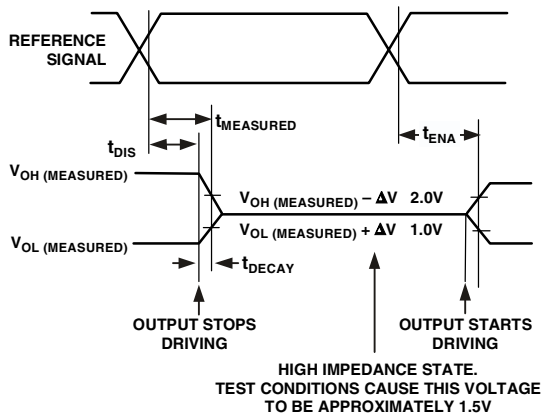 REFERENCE
SIGNAL
tMEASURED
tDIS
tENA
VOH (MEASURED)
VOH (MEASURED) – ΔV 2.0V
VOL (MEASURED) + ΔV 1.0V
VOL (MEASURED)
tDECAY
OUTPUT STOPS
DRIVING
OUTPUT STARTS
DRIVING
HIGH IMPEDANCE STATE.
TEST CONDITIONS CAUSE THIS VOLTAGE
TO BE APPROXIMATELY 1.5V